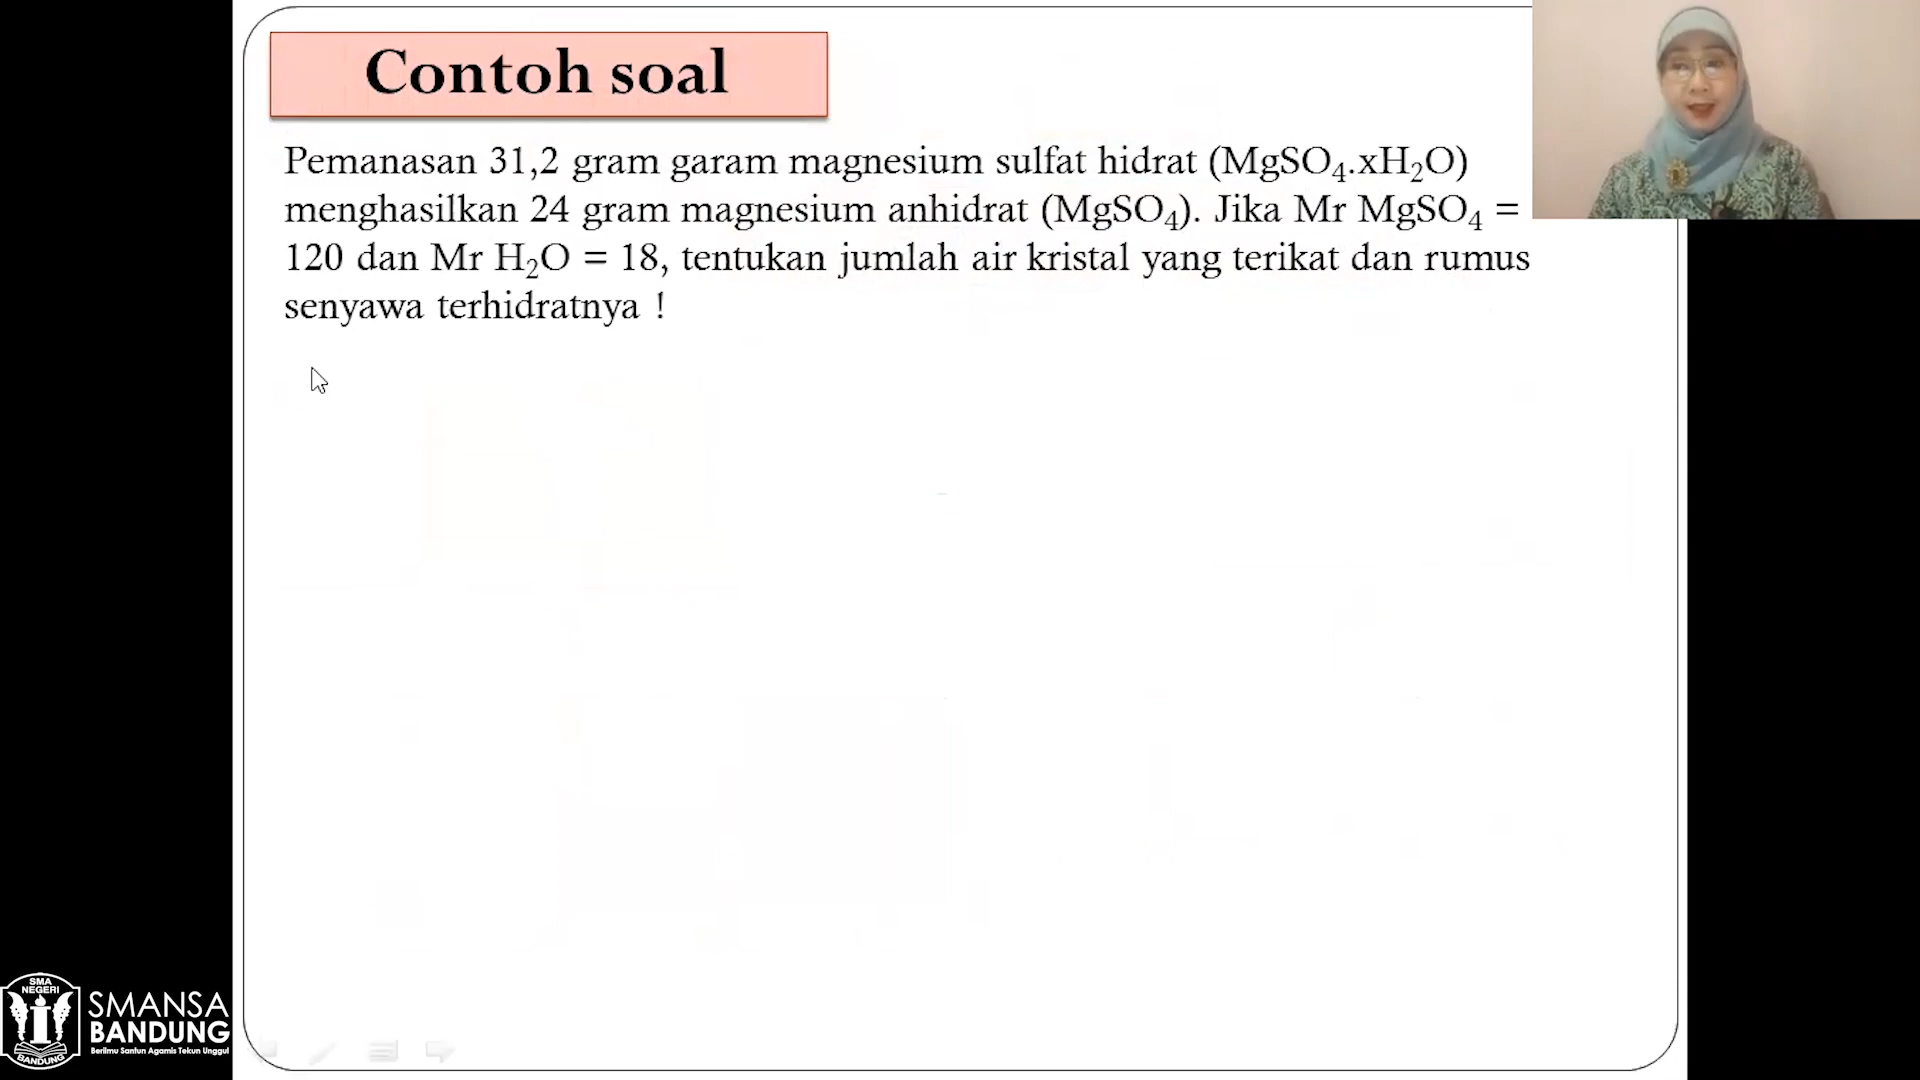 Contoh soal
Pemanasan 31,2 gram garam magnesium sulfat hidrat (MgSO₄.xH₂O)
menghasilkan 24 gram magnesium anhidrat (MgSO₄). Jika Mr MgSO₄ =
120 dan Mr H₂O = 18, tentukan jumlah air kristal yang terikat dan rumus
senyawa terhidratnya !
SMA
NEGERI
BANDUNG
SMANSA
BANDUNG
Berilmu Santun Agamis Tekun Unggul